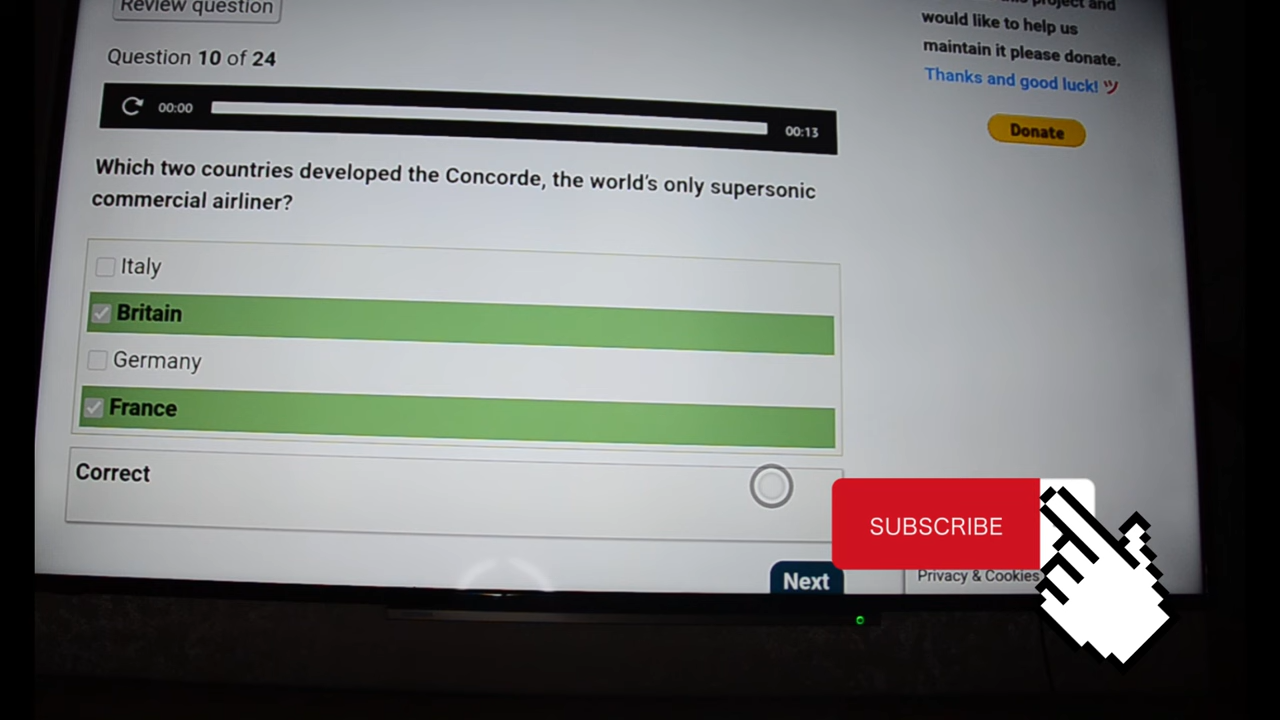 Review question
Question 10 of 24
00:00
00:13
Which two countries developed the Concorde, the world's only supersonic
commercial airliner?
Italy
Britain
Germany
France
Correct
Next
project and
would like to help us
maintain it please donate.
Thanks and good luck! ツ
Donate
SUBSCRIBE
Privacy & Cookies